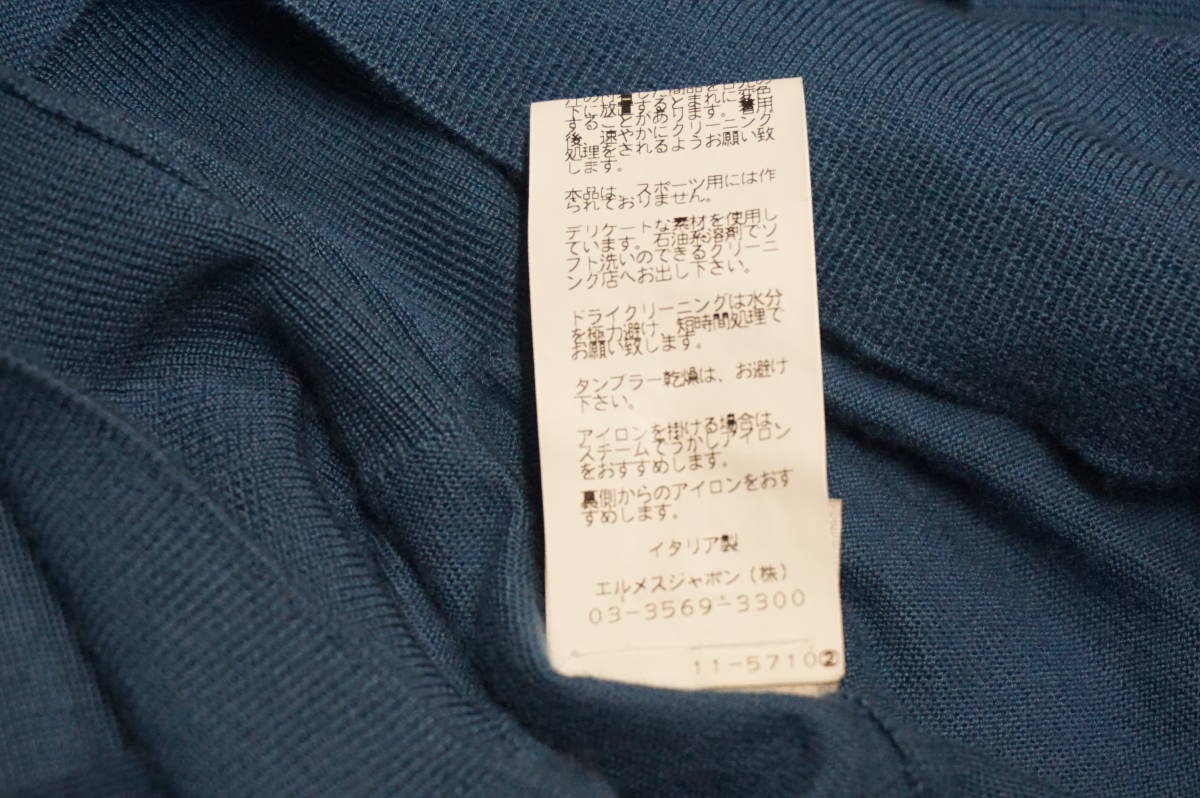 下に放置するとまれに変色
することがあります。着用
後、速やかにクリーニング
処理をされるようお願い致
します。
本品は、スポーツ用には作
られておりません。
デリケートな素材を使用し
ています。石油系溶剤でソ
フト洗いのできるクリーニ
ング店へお出し下さい。
ドライクリーニングは水分
を極力避け、短時間処理で
お願い致します。
タンブラー乾燥は、お避け
下さい。
アイロンを掛ける場合は、
スチームでうかしアイロン
をおすすめします。
裏側からのアイロンをおす
すめします。
イタリア製
エルメスジャポン(株)
03-3569-3300
11-5710②